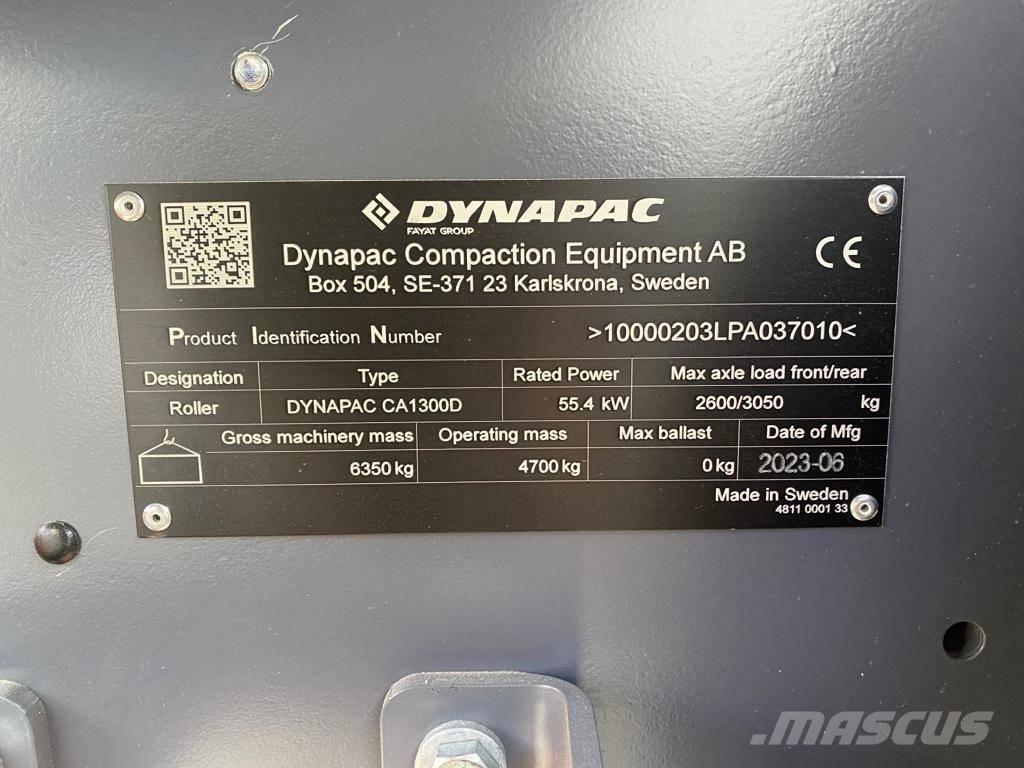 DYNAPAC
FAYAT GROUP
Dynapac Compaction Equipment AB
Box 504, SE-371 23 Karlskrona, Sweden
CE
Product Identification Number >10000203LPA037010<
Designation Type Rated Power Max axle load front/rear
Roller DYNAPAC CA1300D 55.4 kW 2600/3050 kg
Gross machinery mass Operating mass Max ballast Date of Mfg
6350 kg 4700 kg 0 kg 2023-06
Made in Sweden
4811 0001 33
MASCUS